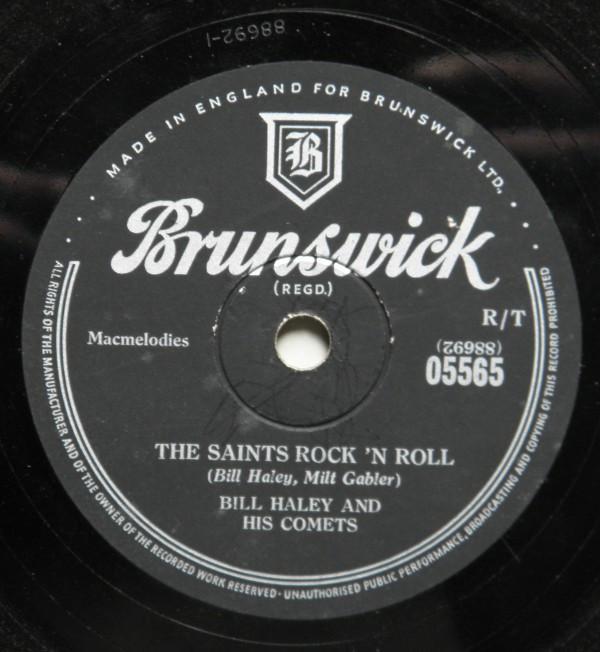 88692-1
MADE IN ENGLAND FOR BRUNSWICK LTD.
B
Brunswick
(REGD.)
R/T
Macmelodies
(88692)
05565
THE SAINTS ROCK 'N ROLL
(Bill Haley, Milt Gabler)
BILL HALEY AND
HIS COMETS
ALL RIGHTS OF THE MANUFACTURER AND OF THE OWNER OF THE RECORDED WORK RESERVED · UNAUTHORISED PUBLIC PERFORMANCE, BROADCASTING AND COPYING OF THIS RECORD PROHIBITED